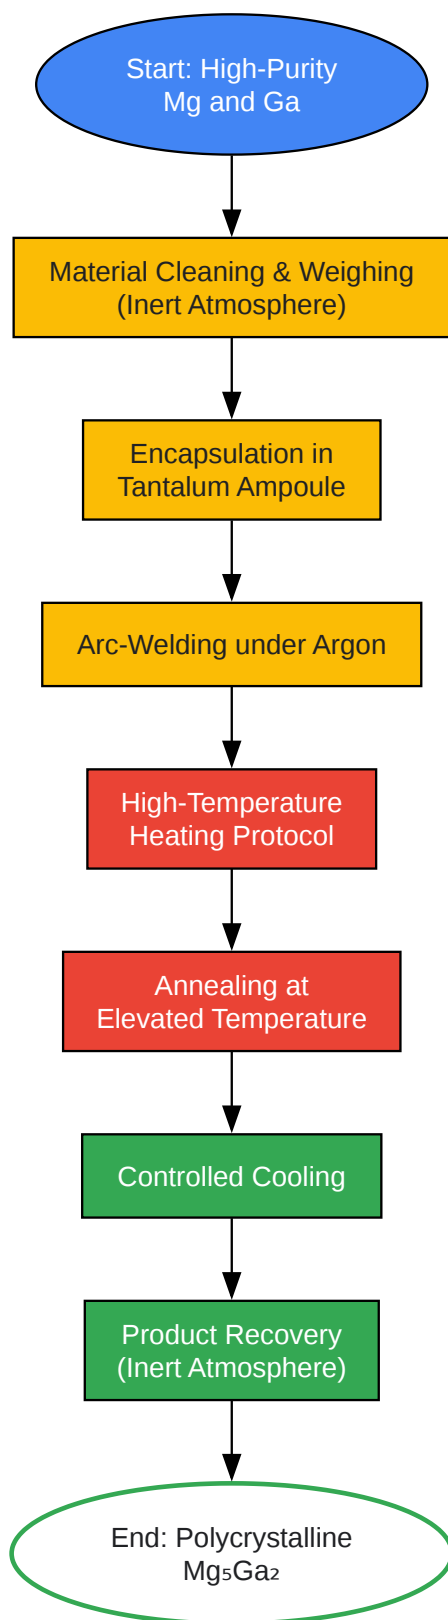 Start: High-Purity
Mg and Ga
Material Cleaning & Weighing
(Inert Atmosphere)
Encapsulation in
Tantalum Ampoule
Arc-Welding under Argon
High-Temperature
Heating Protocol
Annealing at
Elevated Temperature
Controlled Cooling
Product Recovery
(Inert Atmosphere)
End: Polycrystalline
Mg₅Ga₂